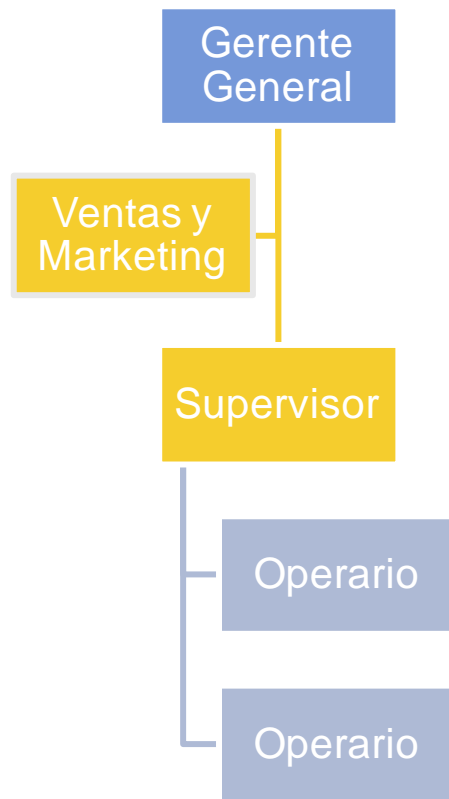 Gerente
General
Ventas y
Marketing
Supervisor
Operario
Operario